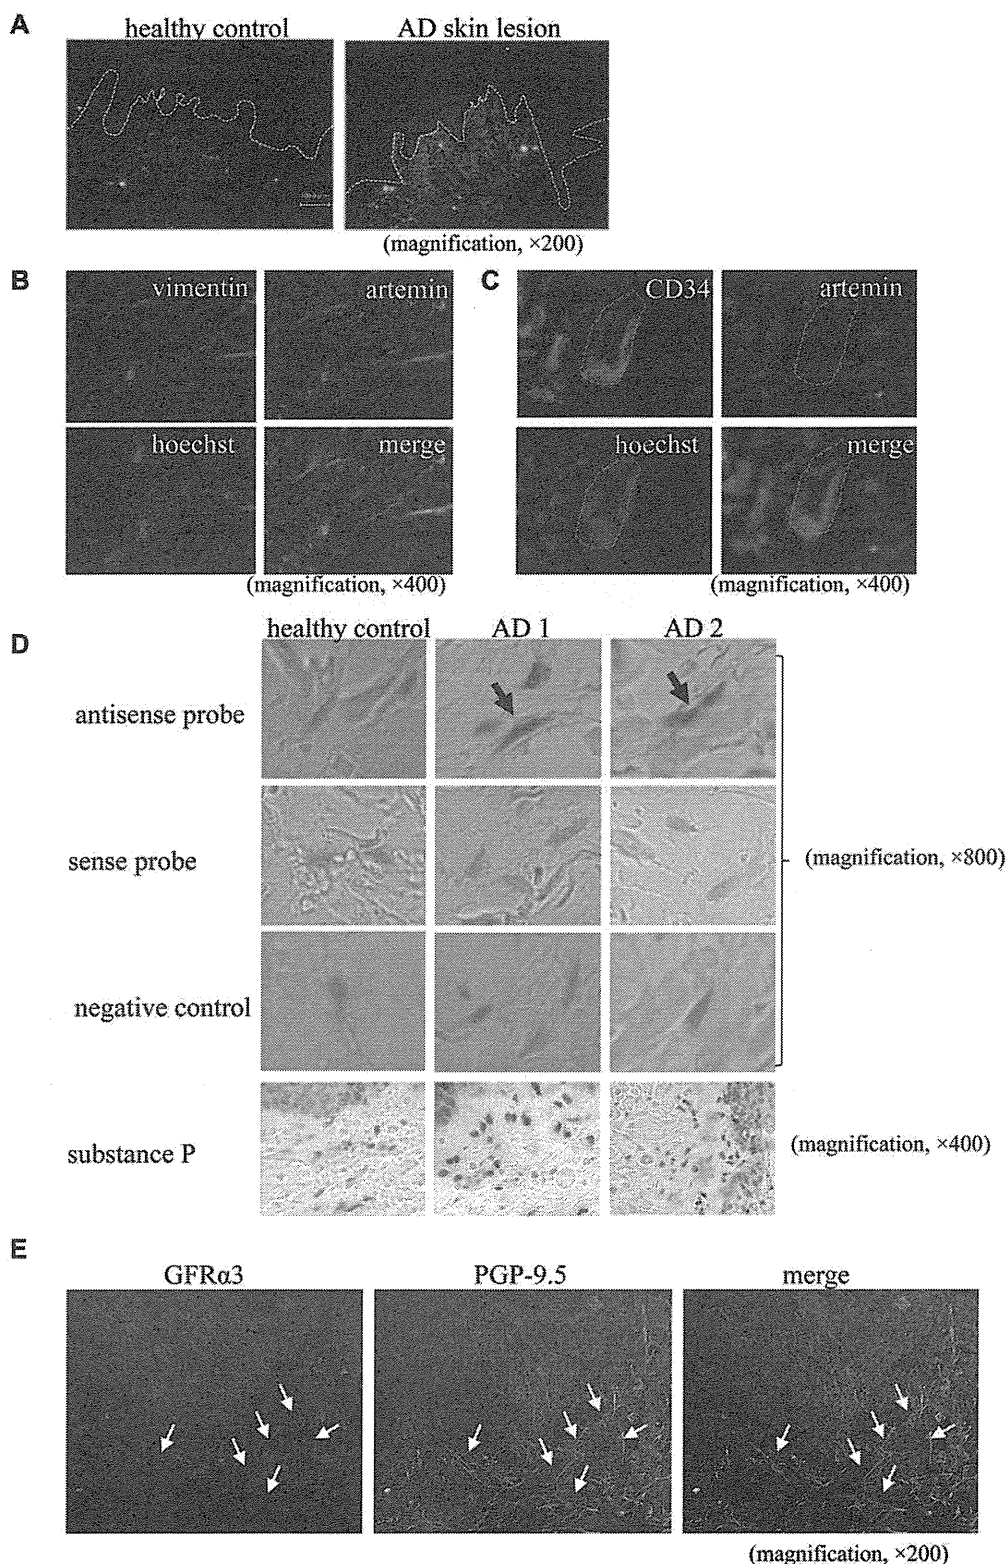 A
healthy control AD skin lesion
(magnification, ×200)
B
vimentin artemin
hoechst merge
(magnification, ×400)
C
CD34 artemin
hoechst merge
(magnification, ×400)
D
healthy control AD 1 AD 2
antisense probe
sense probe
(magnification, ×800)
negative control
substance P
(magnification, ×400)
E
GFRα3 PGP-9.5 merge
(magnification, ×200)